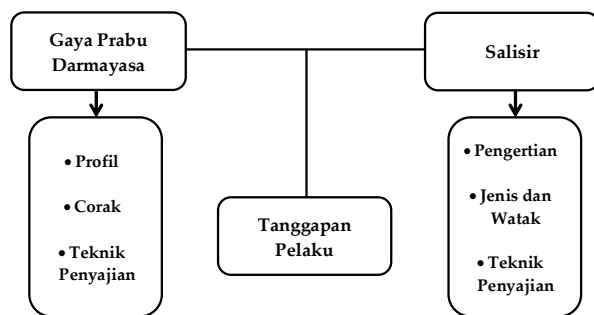 Gaya Prabu
Darmayasa
Salisir
• Profil
• Corak
• Teknik
Penyajian
Tanggapan
Pelaku
• Pengertian
• Jenis dan
Watak
• Teknik
Penyajian